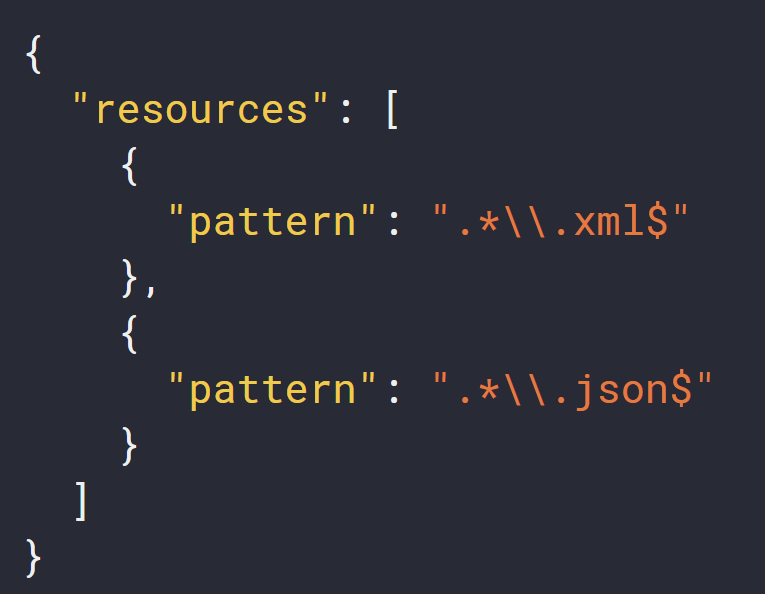 {
  "resources": [
    {
      "pattern": ".*\\.xml$"
    },
    {
      "pattern": ".*\\.json$"
    }
  ]
}